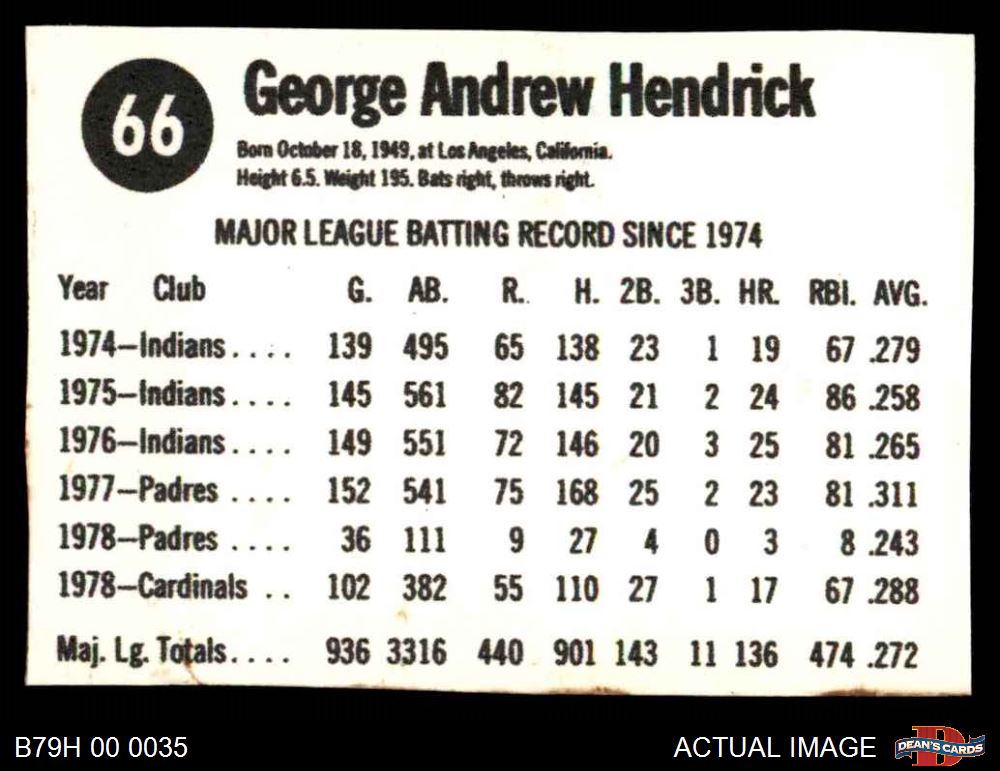 66
George Andrew Hendrick
Born October 18, 1949, at Los Angeles, California.
Height 6.5. Weight 195. Bats right, throws right.
MAJOR LEAGUE BATTING RECORD SINCE 1974
Year Club G. AB. R. H. 2B. 3B. HR. RBI. AVG.
1974—Indians.... 139 495 65 138 23 1 19 67 .279
1975—Indians.... 145 561 82 145 21 2 24 86 .258
1976—Indians.... 149 551 72 146 20 3 25 81 .265
1977—Padres .... 152 541 75 168 25 2 23 81 .311
1978—Padres .... 36 111 9 27 4 0 3 8 .243
1978—Cardinals .. 102 382 55 110 27 1 17 67 .288
Maj. Lg. Totals.... 936 3316 440 901 143 11 136 474 .272
B79H 00 0035
ACTUAL IMAGE
D
DEAN'S CARDS